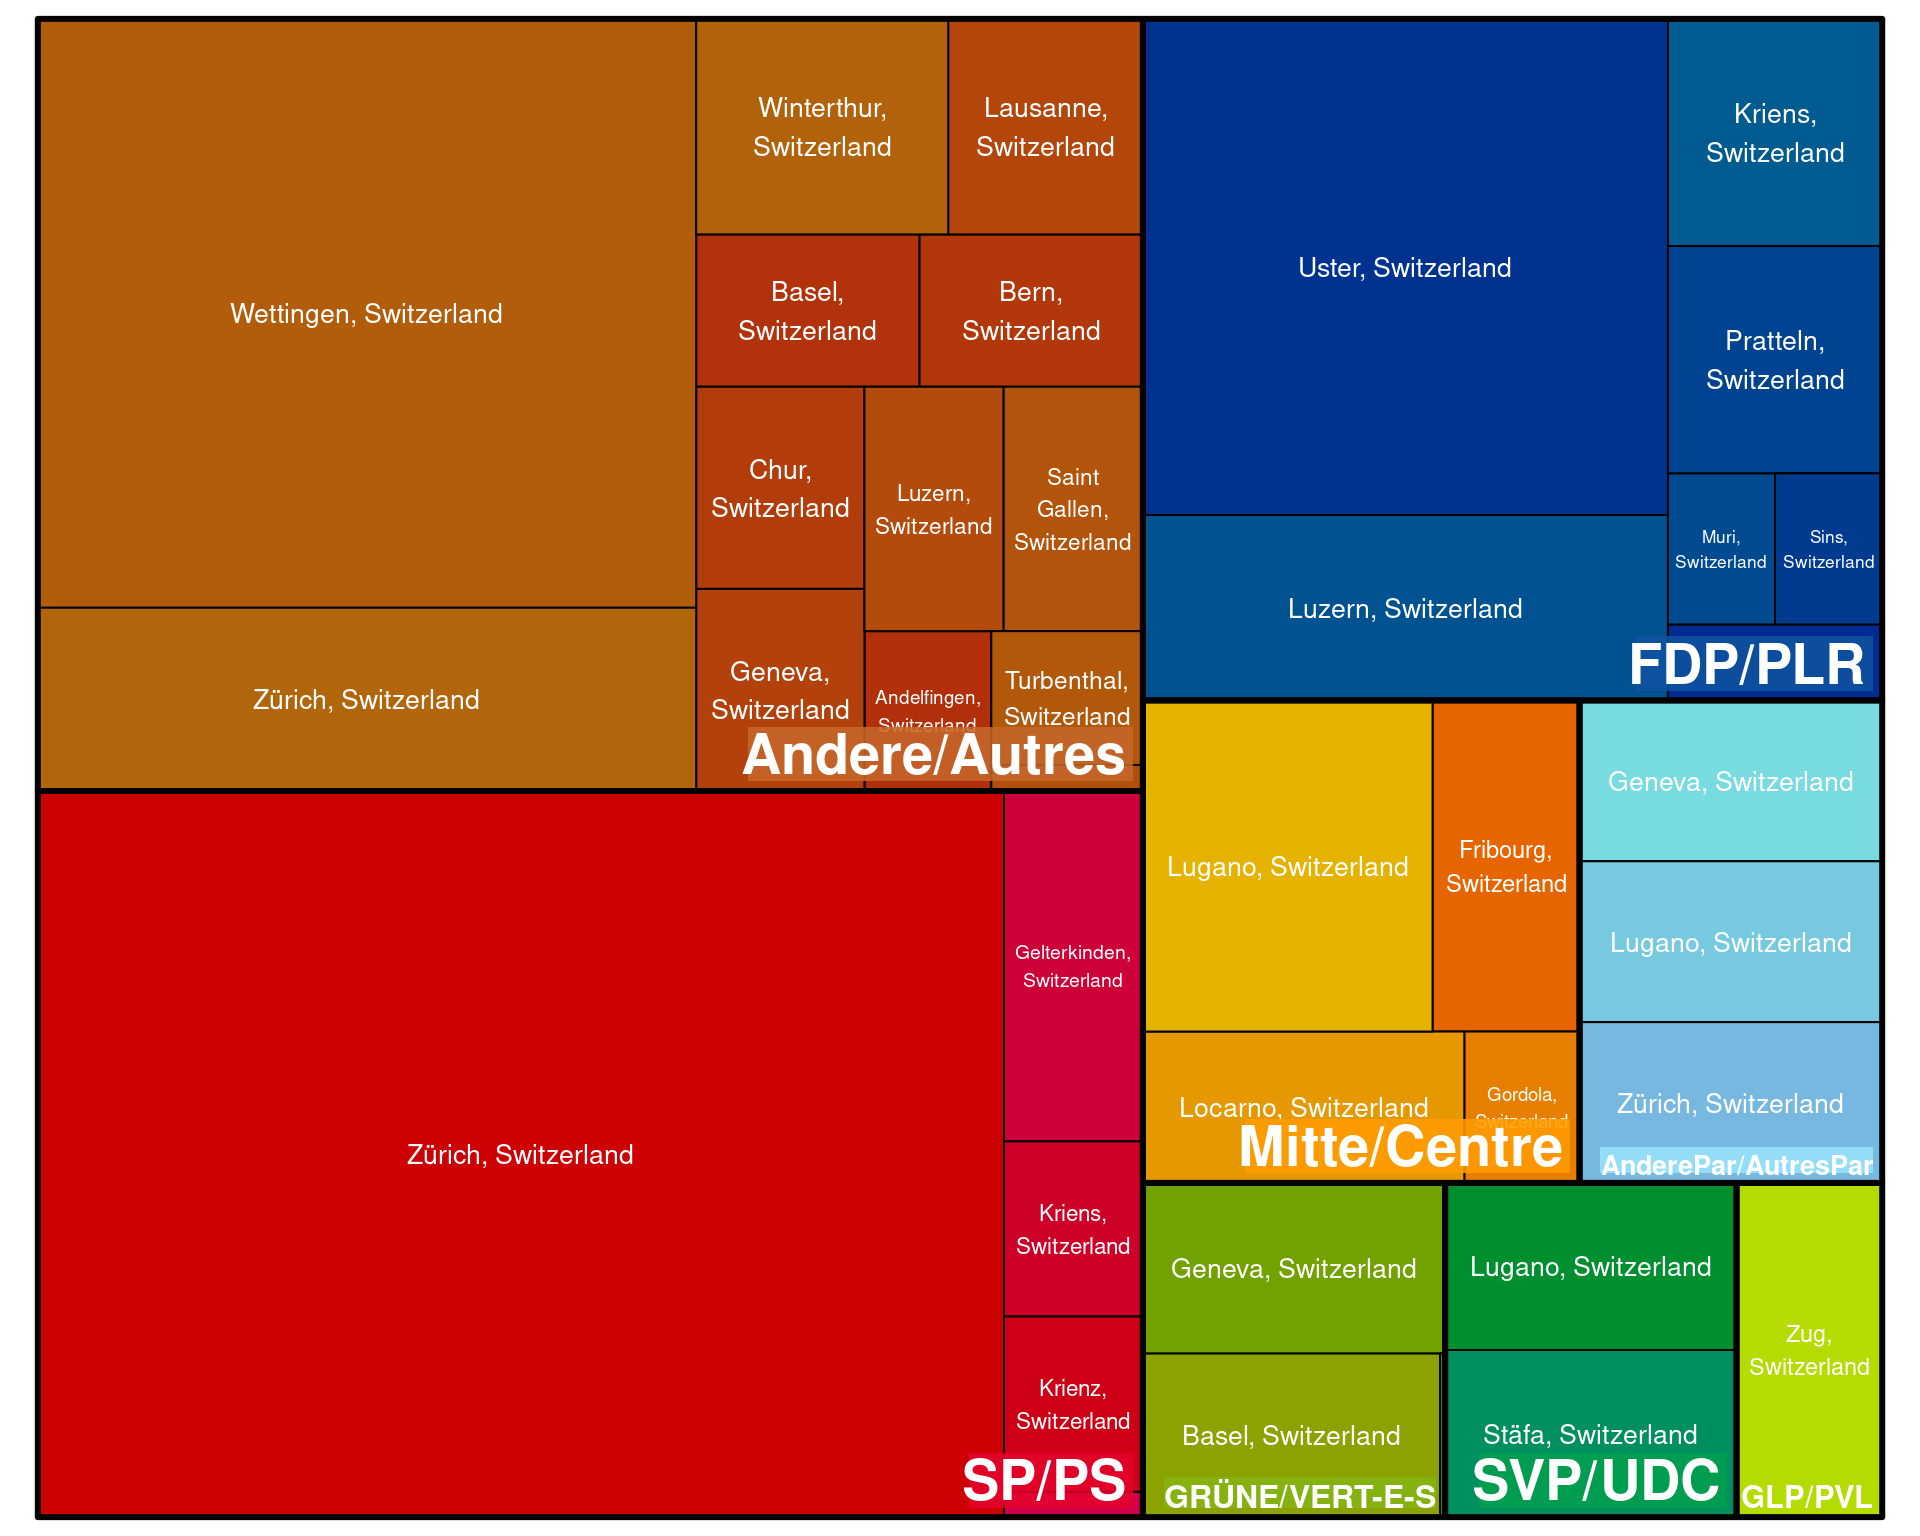 Wettingen, Switzerland
Zürich, Switzerland
Winterthur,
Switzerland
Lausanne,
Switzerland
Basel,
Switzerland
Bern,
Switzerland
Chur,
Switzerland
Luzern,
Switzerland
Saint
Gallen,
Switzerland
Geneva,
Switzerland
Andelfingen,
Switzerland
Turbenthal,
Switzerland
Andere/Autres
Zürich, Switzerland
Gelterkinden,
Switzerland
Kriens,
Switzerland
Krienz,
Switzerland
SP/PS
Uster, Switzerland
Luzern, Switzerland
Kriens,
Switzerland
Pratteln,
Switzerland
Muri,
Switzerland
Sins,
Switzerland
FDP/PLR
Lugano, Switzerland
Fribourg,
Switzerland
Locarno, Switzerland
Gordola,
Switzerland
Mitte/Centre
Geneva, Switzerland
Lugano, Switzerland
Zürich, Switzerland
AnderePar/AutresPar
Geneva, Switzerland
Basel, Switzerland
GRÜNE/VERT-E-S
Lugano, Switzerland
Stäfa, Switzerland
SVP/UDC
Zug,
Switzerland
GLP/PVL